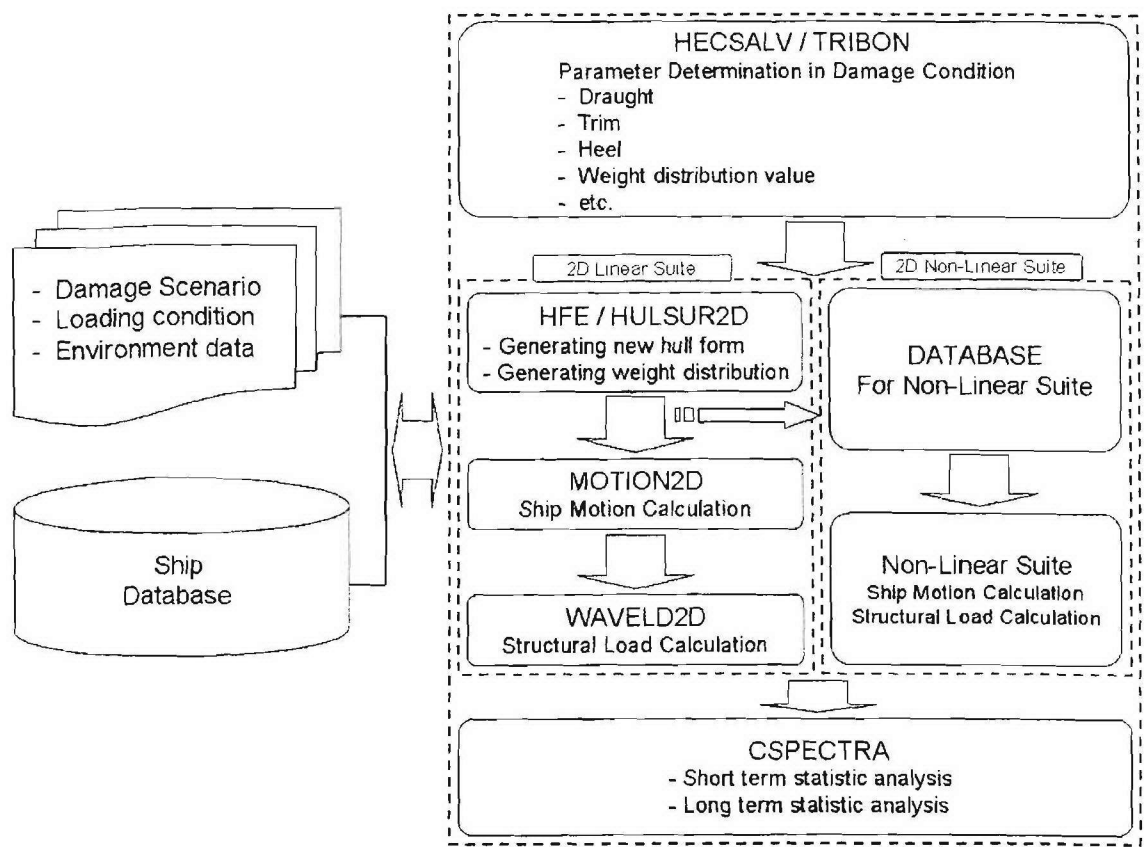 HECSALV / TRIBON
Parameter Determination in Damage Condition
- Draught
- Trim
- Heel
- Weight distribution value
- etc.
- Damage Scenario
- Loading condition
- Environment data
Ship
Database
2D Linear Suite
HFE / HULSUR2D
- Generating new hull form
- Generating weight distribution
MOTION2D
Ship Motion Calculation
WAVELD2D
Structural Load Calculation
2D Non-Linear Suite
DATABASE
For Non-Linear Suite
Non-Linear Suite
Ship Motion Calculation
Structural Load Calculation
CSPECTRA
- Short term statistic analysis
- Long term statistic analysis